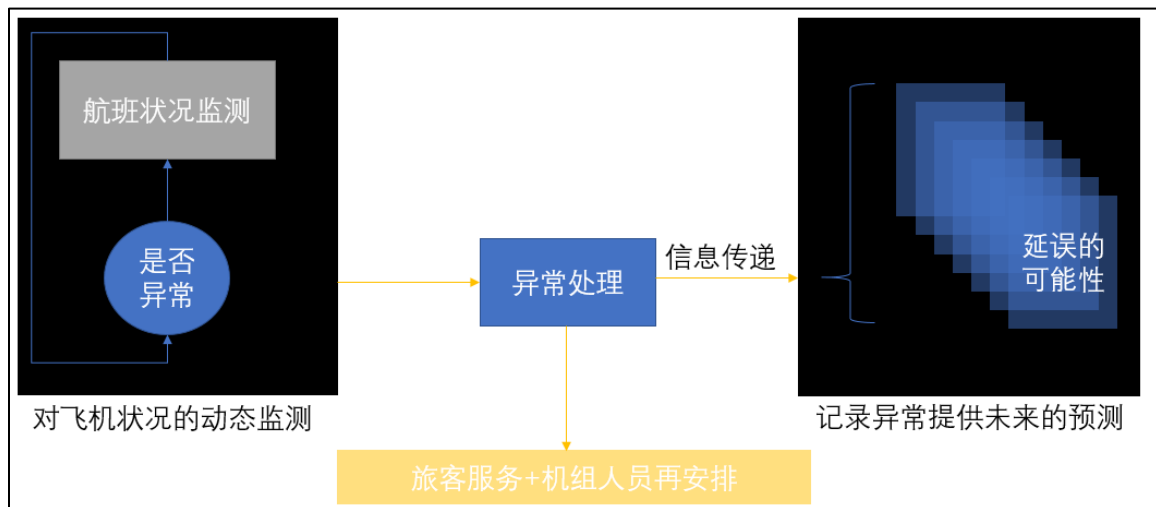 航班状况监测
是否
异常
对飞机状况的动态监测
异常处理
信息传递
旅客服务+机组人员再安排
延误的
可能性
记录异常提供未来的预测